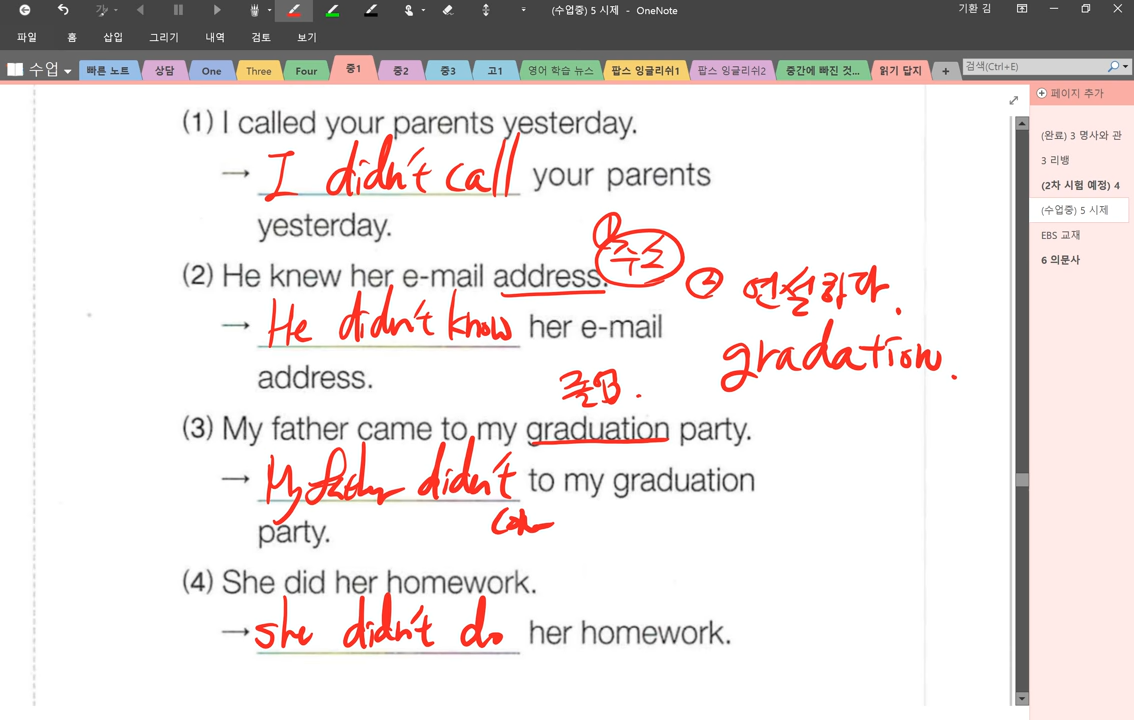 (수업중) 5 시제 - OneNote
기환 김
파일 홈 삽입 그리기 내역 검토 보기
수업 빠른 노트 상담 One Three Four 중1 중2 중3 고1 영어 학습 뉴스 팝스 잉글리쉬1 팝스 잉글리쉬2 중간에 빠진 것... 읽기 답지 + 검색(Ctrl+E)
페이지 추가
(완료) 3 명사와 관
3 리뱅
(2차 시험 예정) 4
(수업중) 5 시제
EBS 교재
6 의문사
(1) I called your parents yesterday.
→ I didn't call your parents
yesterday.
① 주소
(2) He knew her e-mail address.
② 연설하다.
→ He didn't know her e-mail
gradation.
address.
졸업.
(3) My father came to my graduation party.
→ My father didn't to my graduation
come
party.
(4) She did her homework.
→ she didn't do her homework.